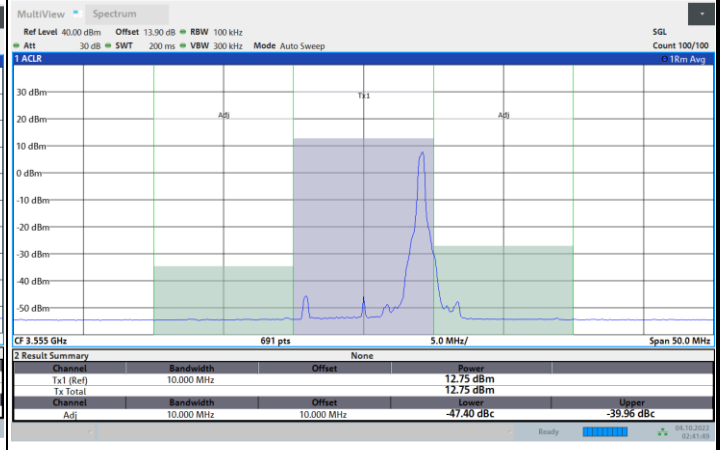 MultiView Spectrum
Ref Level 40.00 dBm Offset 13.90 dB RBW 100 kHz SGL
Att 30 dB SWT 200 ms VBW 300 kHz Mode Auto Sweep Count 100/100
1 ACLR 1Rm Avg
30 dBm
Tx1
20 dBm
Adj Adj
10 dBm
0 dBm
-10 dBm
-20 dBm
-30 dBm
-40 dBm
-50 dBm
CF 3.555 GHz 691 pts 5.0 MHz/ Span 50.0 MHz
2 Result Summary None
Channel Bandwidth Offset Power
Tx1 (Ref) 10.000 MHz 12.75 dBm
Tx Total 12.75 dBm
Channel Bandwidth Offset Lower Upper
Adj 10.000 MHz 10.000 MHz -47.40 dBc -39.96 dBc
Ready 04.10.2022
02:41:49